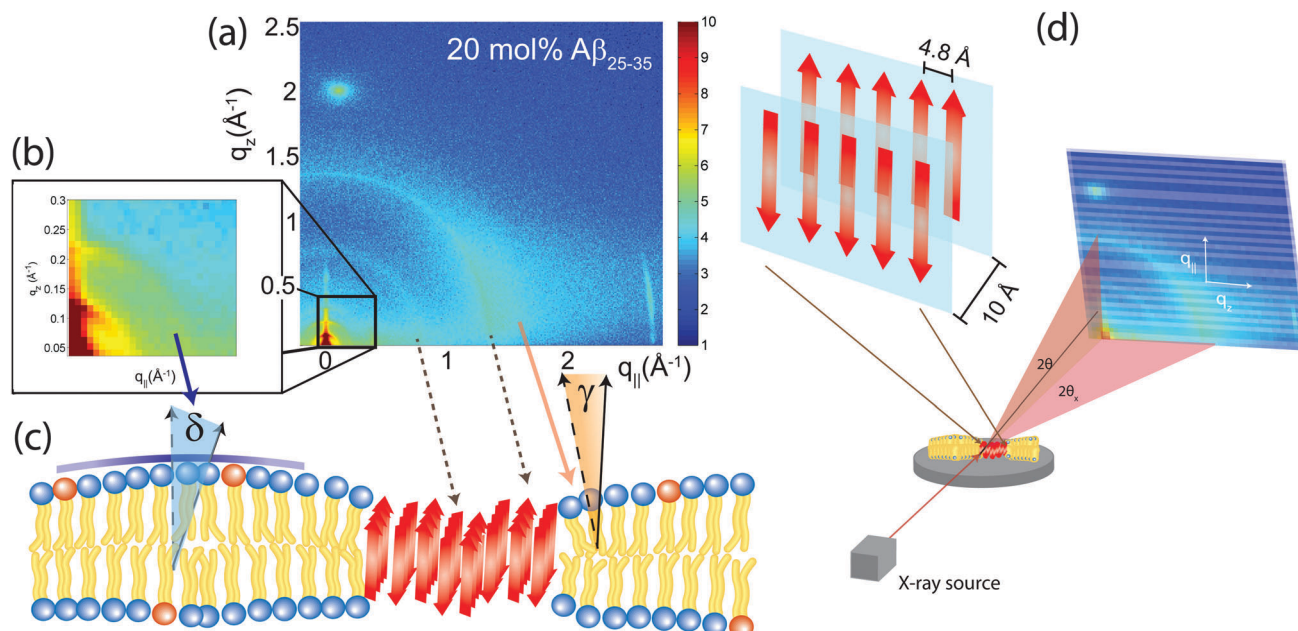 (a)
20 mol% Aβ25-35
qz(Å-1)
2.5
2
1.5
1
0.5
0
1
2
q||(Å-1)
10
9
8
7
6
5
4
3
2
1
(b)
0.3
0.25
0.2
0.15
0.1
0.05
qz (Å-1)
q||(Å-1)
(c)
δ
γ
(d)
4.8 Å
10 Å
q||
qz
2θ
2θx
X-ray source